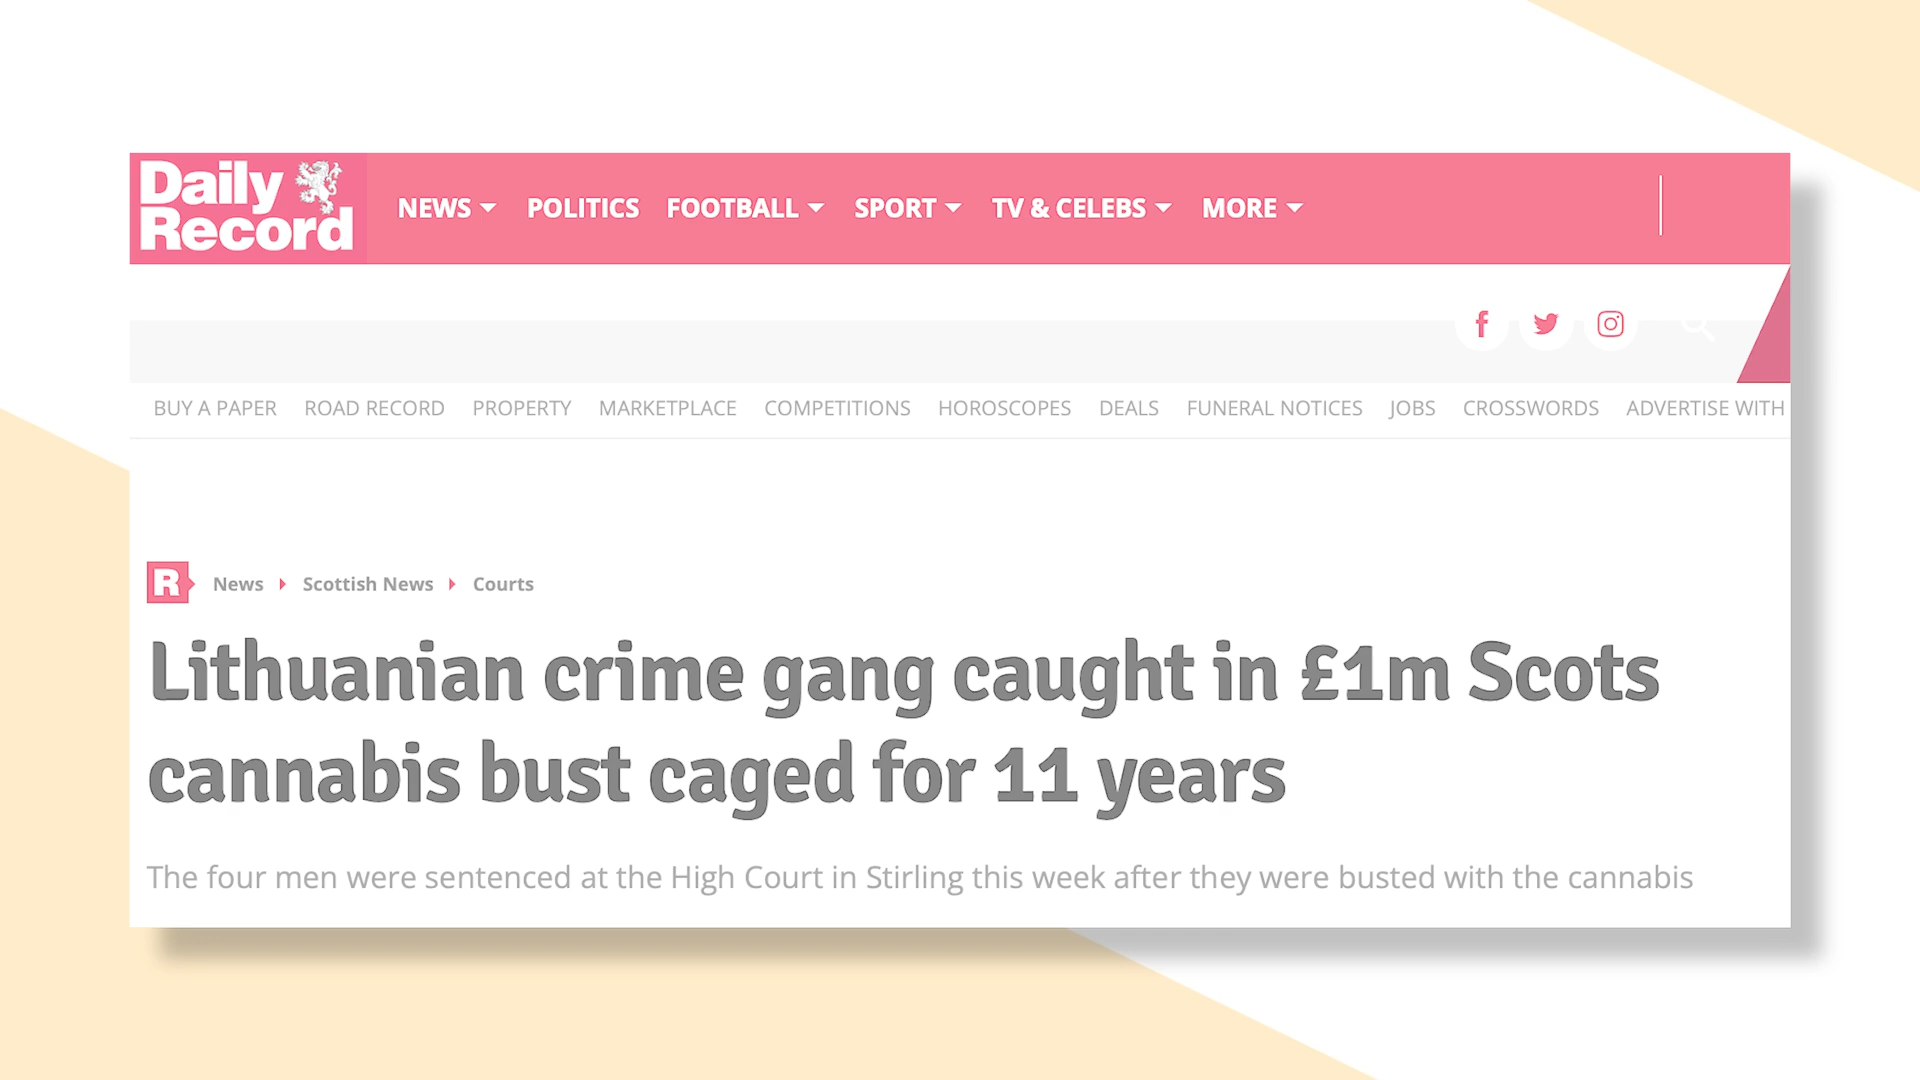 Daily
Record
NEWS POLITICS FOOTBALL SPORT TV & CELEBS MORE
BUY A PAPER ROAD RECORD PROPERTY MARKETPLACE COMPETITIONS HOROSCOPES DEALS FUNERAL NOTICES JOBS CROSSWORDS ADVERTISE WITH
R News Scottish News Courts
Lithuanian crime gang caught in £1m Scots
cannabis bust caged for 11 years
The four men were sentenced at the High Court in Stirling this week after they were busted with the cannabis